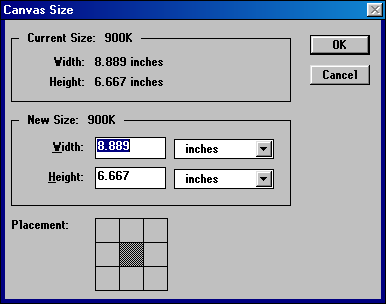 Canvas Size
Current Size: 900K
Width: 8.889 inches
Height: 6.667 inches
OK
Cancel
New Size: 900K
Width: 8.889 inches
Height: 6.667 inches
Placement: